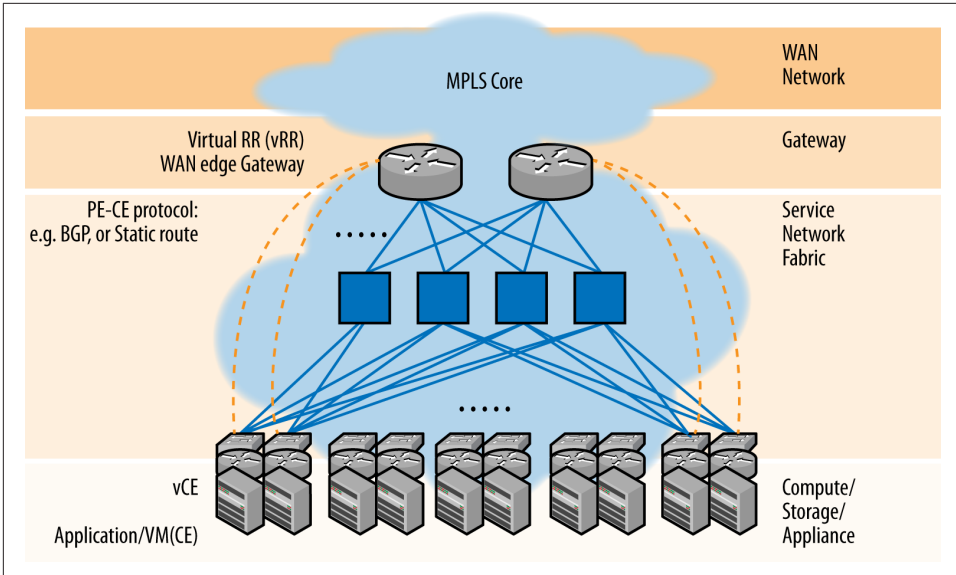 MPLS Core
WAN
Network
Virtual RR (vRR)
WAN edge Gateway
Gateway
PE-CE protocol:
e.g. BGP, or Static route
Service
Network
Fabric
vCE
Application/VM(CE)
Compute/
Storage/
Appliance